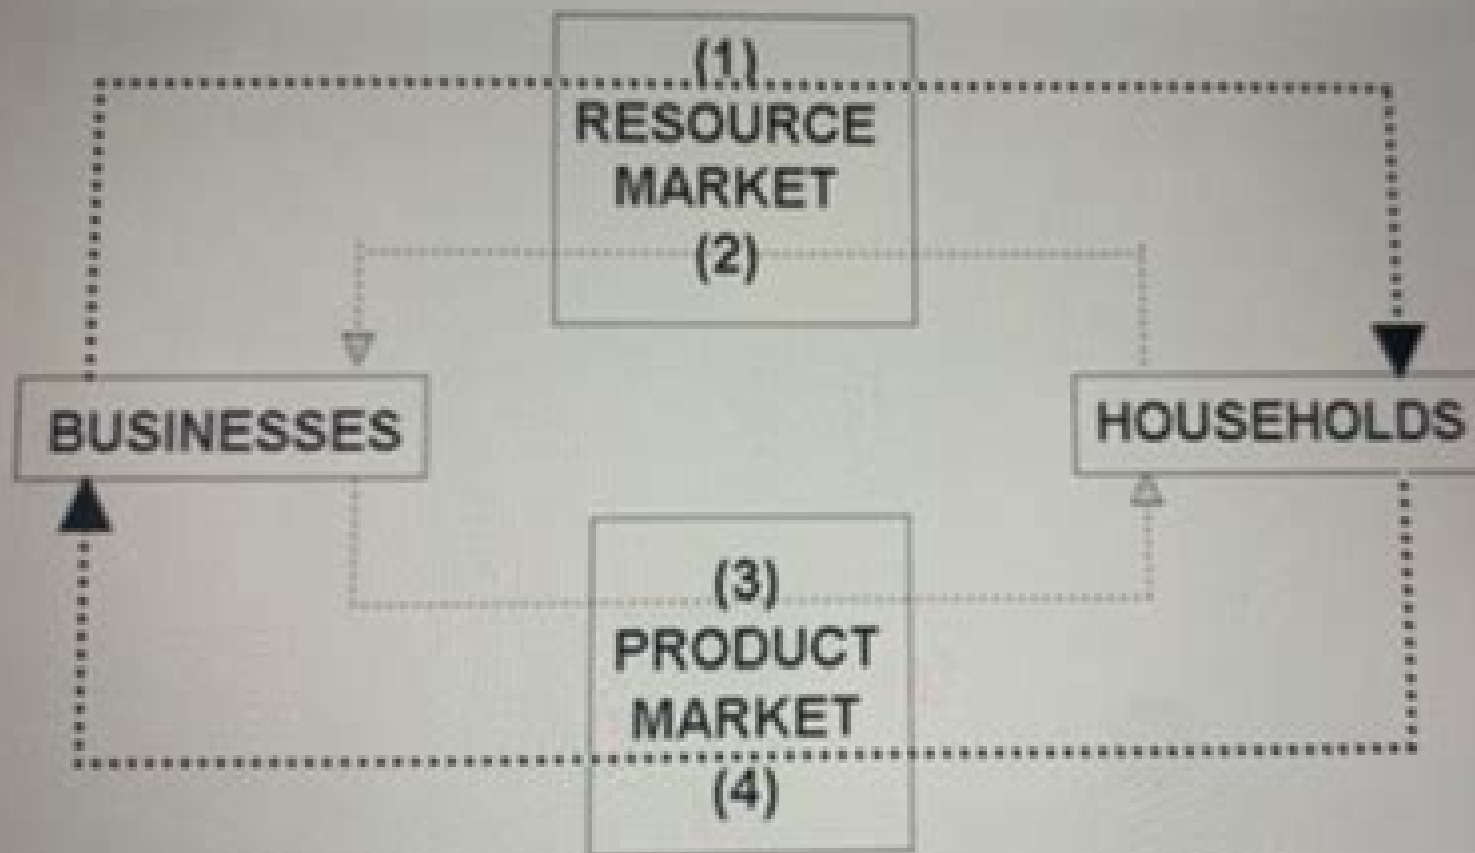 (1)
RESOURCE
MARKET
(2)
BUSINESSES
HOUSEHOLDS
(3)
PRODUCT
MARKET
(4)